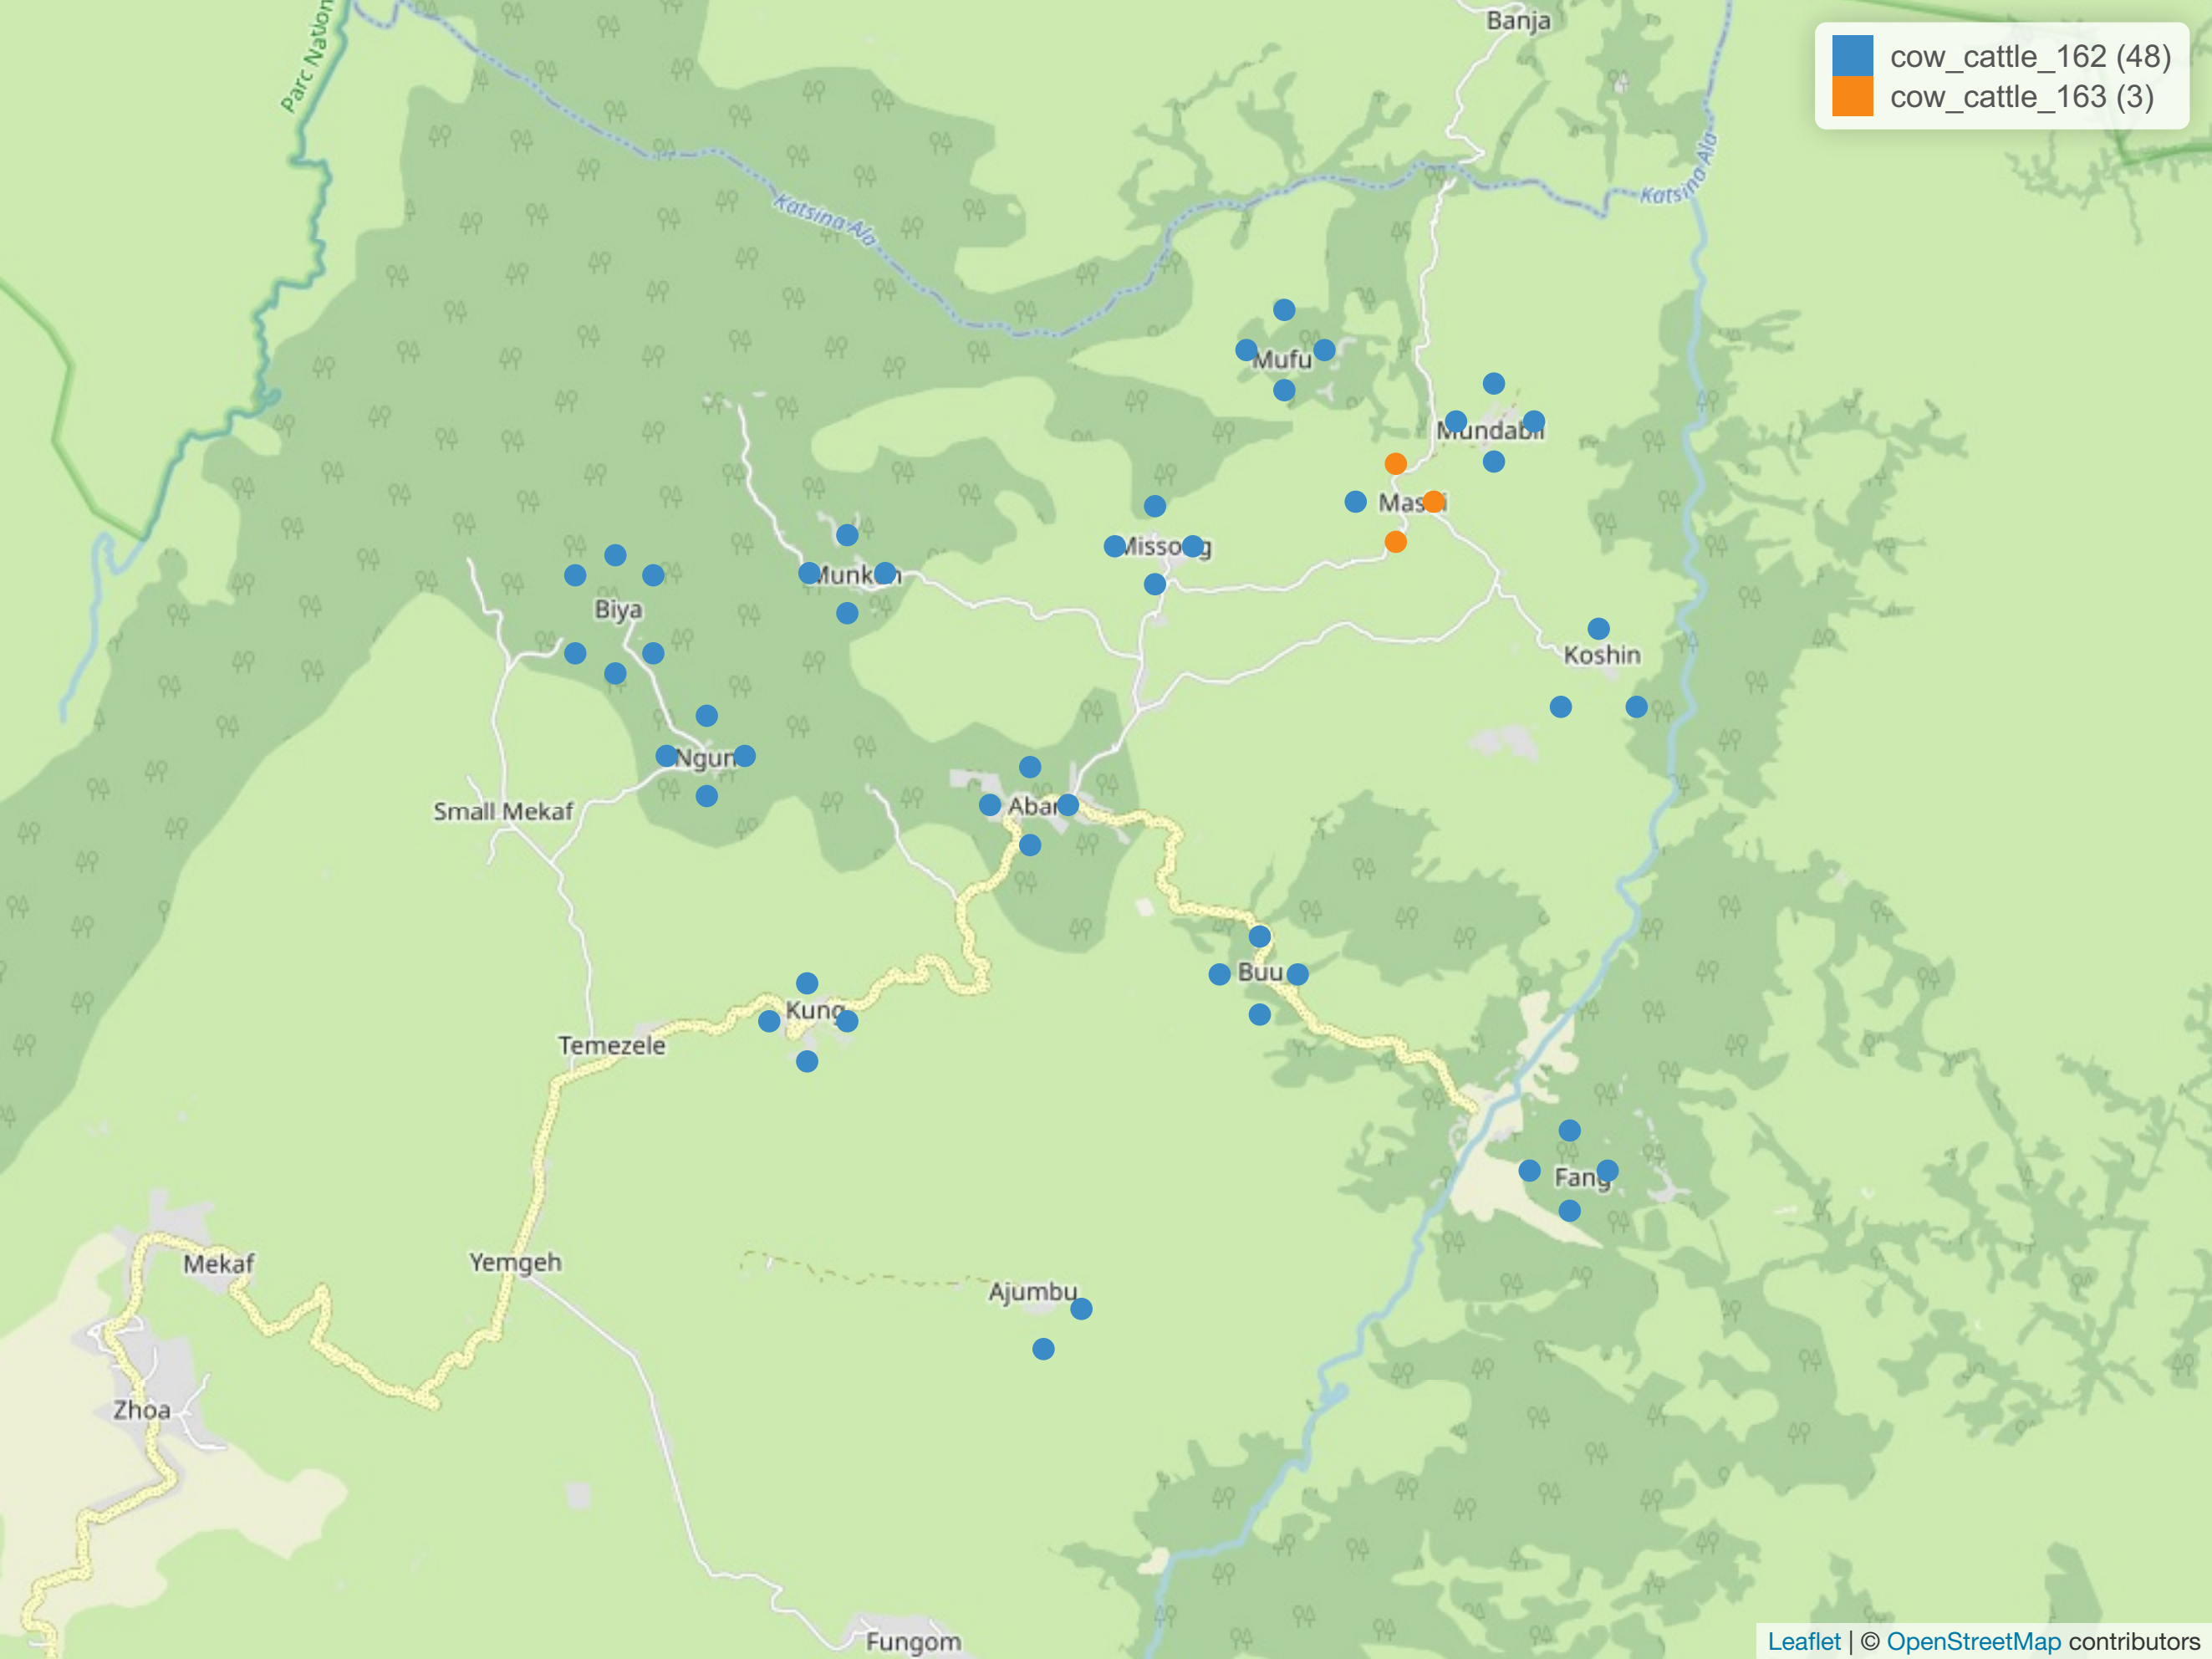 Banja
cow_cattle_162 (48)
cow_cattle_163 (3)
Parc Nation
Katsina-Ala
Katsina Ala
Mufu
Mundabli
Missong
Munken
Biya
Koshin
Ngun
Small Mekaf
Abar
Buu
Kung
Temezele
Fang
Mekaf
Yemgeh
Ajumbu
Zhoa
Fungom
Leaflet | © OpenStreetMap contributors